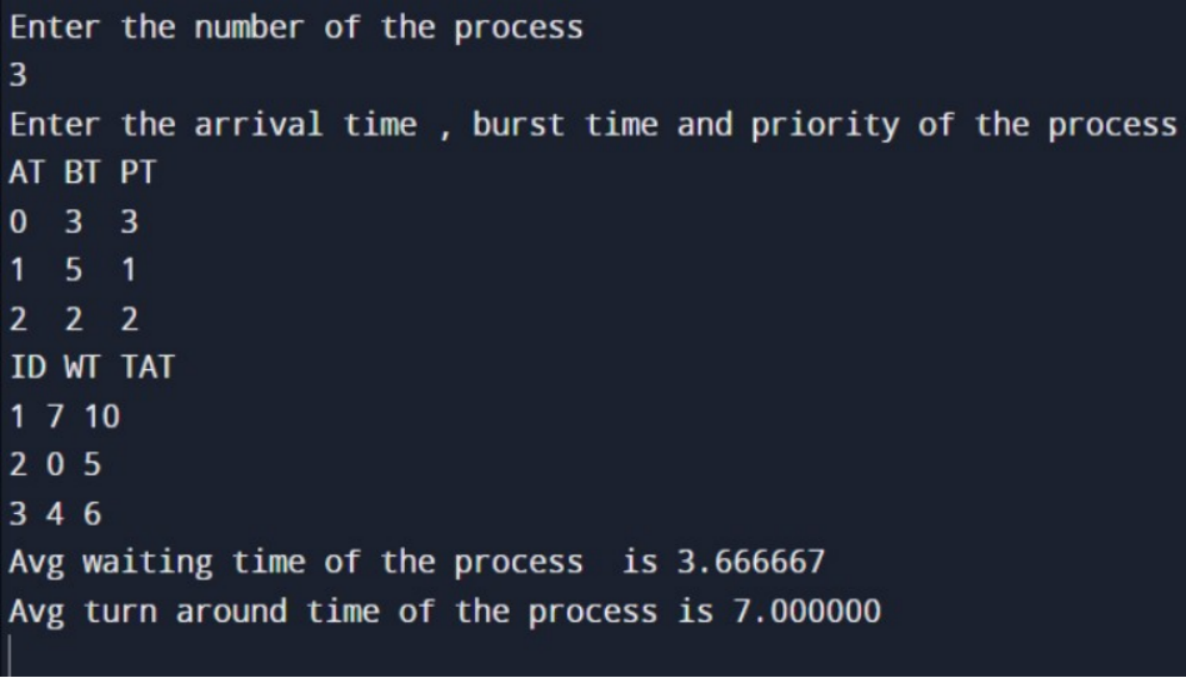 Enter the number of the process
3
Enter the arrival time , burst time and priority of the process
AT BT PT
0  3  3
1  5  1
2  2  2
ID WT TAT
1 7 10
2 0 5
3 4 6
Avg waiting time of the process  is 3.666667
Avg turn around time of the process is 7.000000